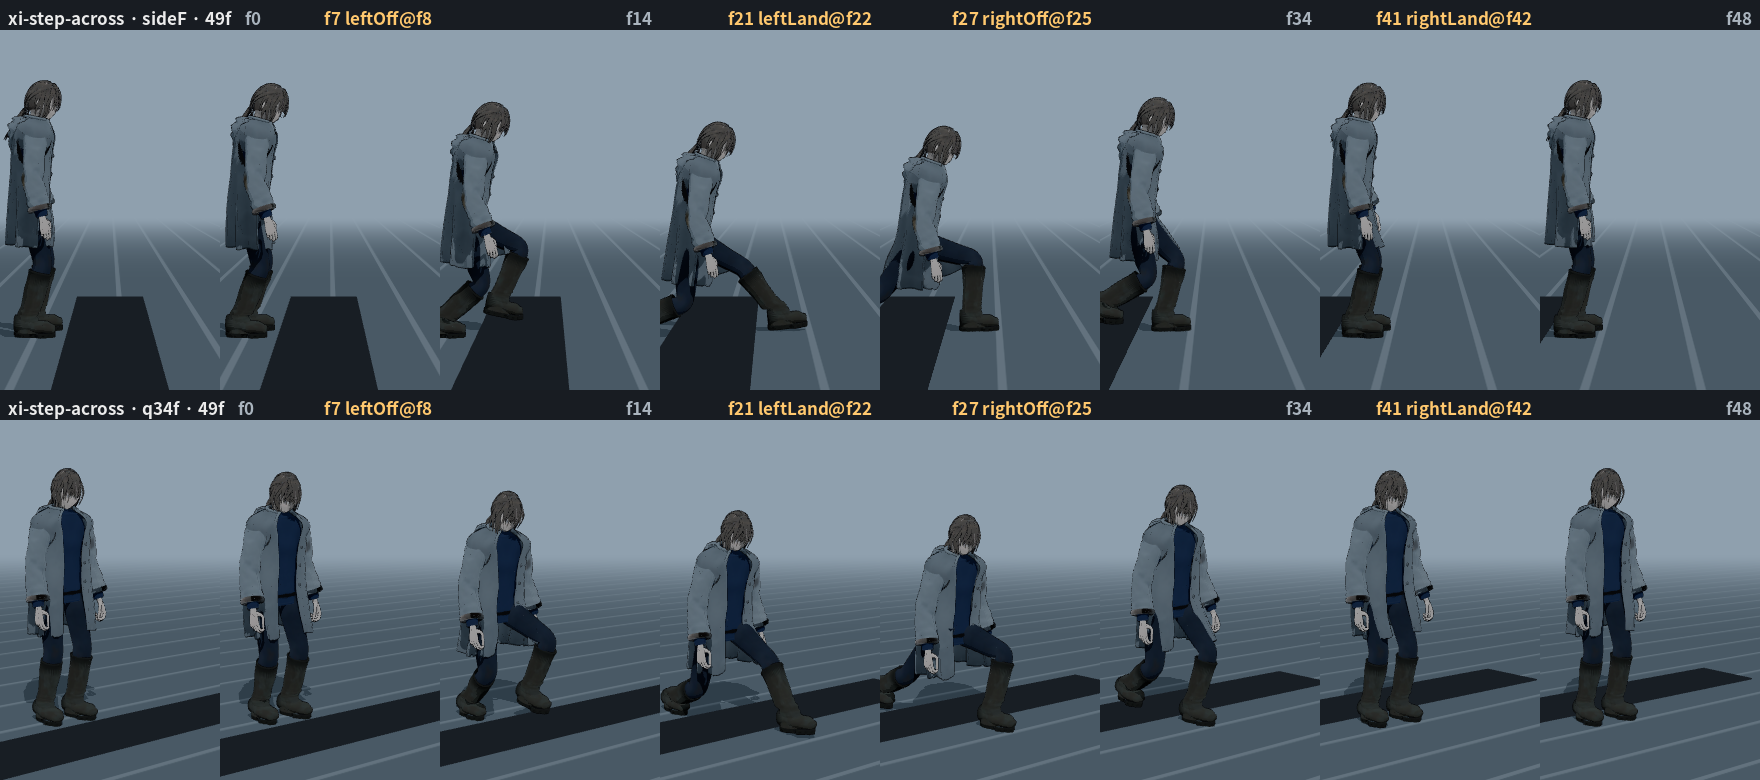 xi-step-across · sideF · 49f f0 f7 leftOff@f8 f14 f21 leftLand@f22 f27 rightOff@f25 f34 f41 rightLand@f42 f48
xi-step-across · q34f · 49f f0 f7 leftOff@f8 f14 f21 leftLand@f22 f27 rightOff@f25 f34 f41 rightLand@f42 f48